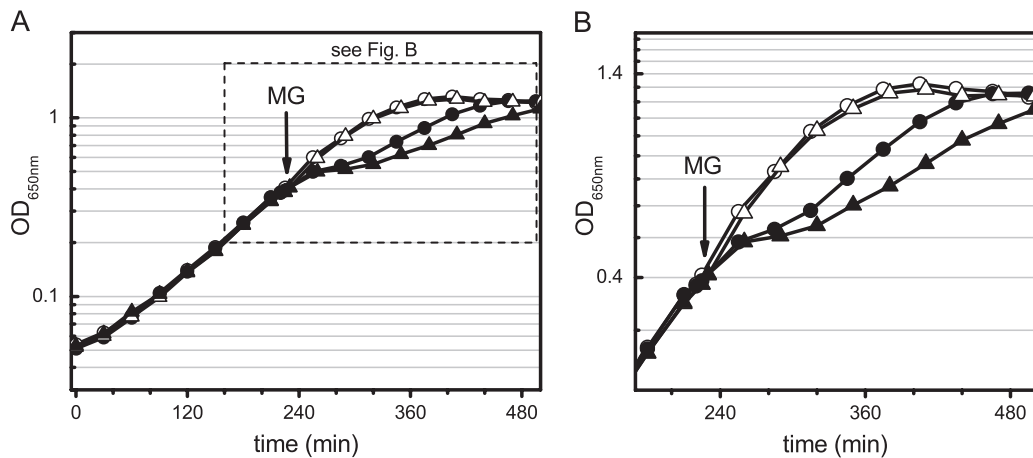 A
see Fig. B
MG
OD650nm
1
0.1
0
120
240
360
480
time (min)
B
MG
OD650nm
1.4
0.4
240
360
480
time (min)